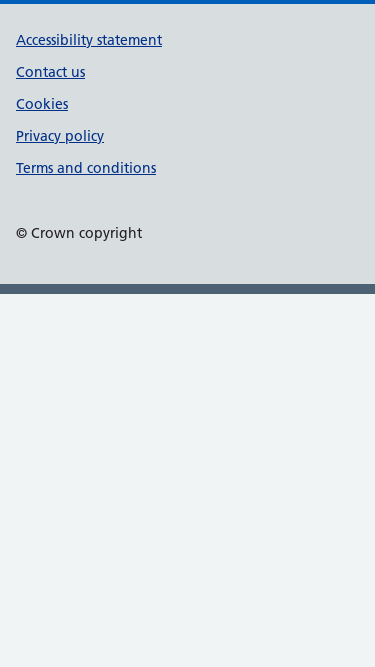 Accessibility statement
Contact us
Cookies
Privacy policy
Terms and conditions
© Crown copyright